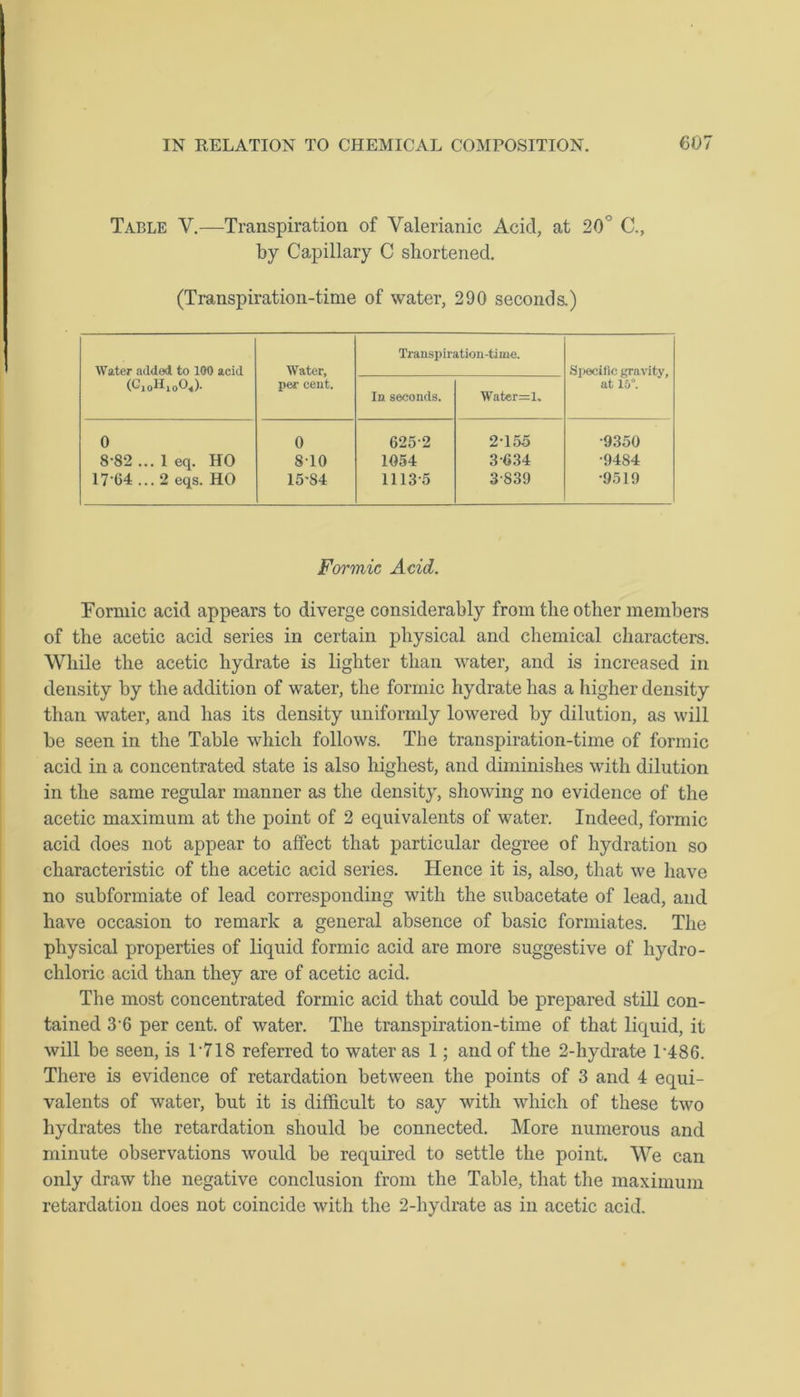 IN RELATION TO CHEMICAL COMPOSITION. 607
TABLE V.—Transpiration of Valerianic Acid, at 20° C.,
by Capillary C shortened.
(Transpiration-time of water, 290 seconds.)
Water added to 100 acid (C₁₀H₁₀O₄). Water, per cent. Transpiration-time. Specific gravity, at 15°.
In seconds. Water=1.
0 0 625·2 2·155 ·9350
8·82 ... 1 eq. HO 8·10 1054 3·634 ·9484
17·64 ... 2 eqs. HO 15·84 1113·5 3·839 ·9519
Formic Acid.
Formic acid appears to diverge considerably from the other members
of the acetic acid series in certain physical and chemical characters.
While the acetic hydrate is lighter than water, and is increased in
density by the addition of water, the formic hydrate has a higher density
than water, and has its density uniformly lowered by dilution, as will
be seen in the Table which follows. The transpiration-time of formic
acid in a concentrated state is also highest, and diminishes with dilution
in the same regular manner as the density, showing no evidence of the
acetic maximum at the point of 2 equivalents of water. Indeed, formic
acid does not appear to affect that particular degree of hydration so
characteristic of the acetic acid series. Hence it is, also, that we have
no subformiate of lead corresponding with the subacetate of lead, and
have occasion to remark a general absence of basic formiates. The
physical properties of liquid formic acid are more suggestive of hydro-
chloric acid than they are of acetic acid.
The most concentrated formic acid that could be prepared still con-
tained 3·6 per cent. of water. The transpiration-time of that liquid, it
will be seen, is 1·718 referred to water as 1; and of the 2-hydrate 1·486.
There is evidence of retardation between the points of 3 and 4 equi-
valents of water, but it is difficult to say with which of these two
hydrates the retardation should be connected. More numerous and
minute observations would be required to settle the point. We can
only draw the negative conclusion from the Table, that the maximum
retardation does not coincide with the 2-hydrate as in acetic acid.